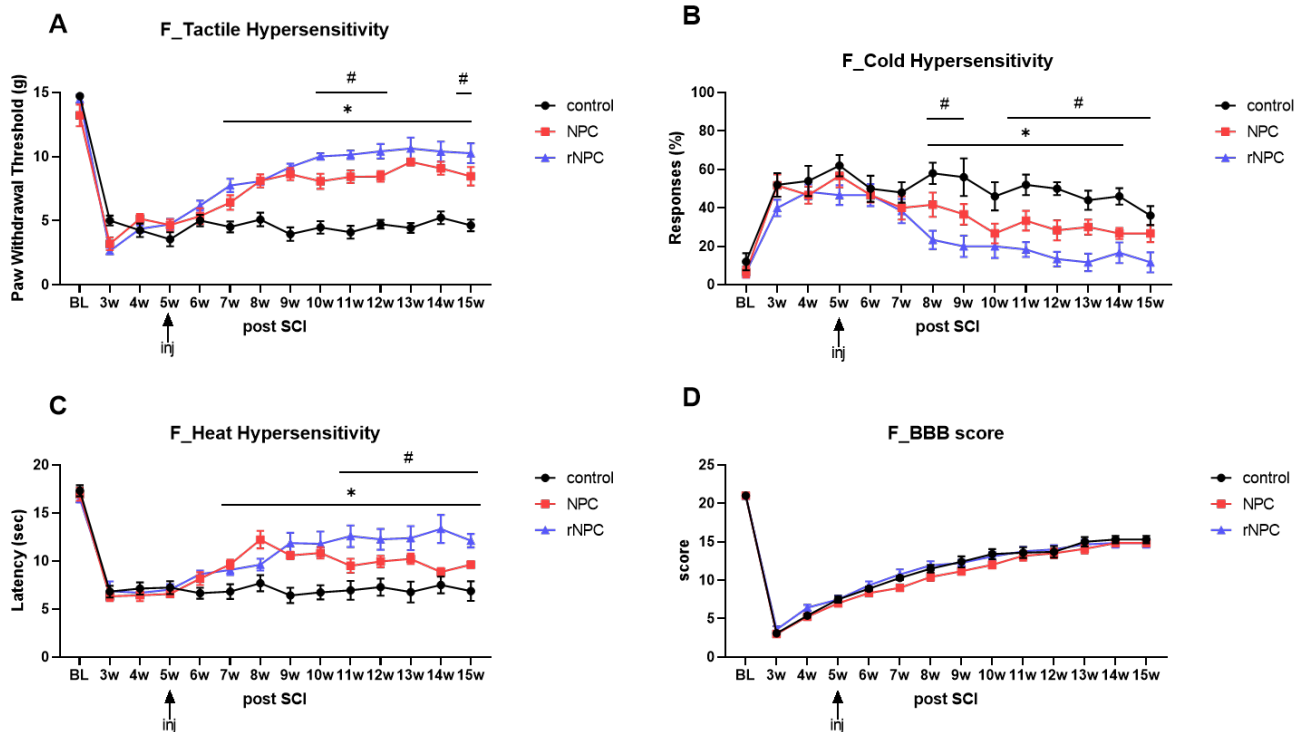 A
F_Tactile Hypersensitivity
Paw Withdrawal Threshold (g)
15
10
5
0
#
#
*
control
NPC
rNPC
BL 3w 4w 5w 6w 7w 8w 9w 10w 11w 12w 13w 14w 15w
post SCI
inj
B
F_Cold Hypersensitivity
Responses (%)
100
80
60
40
20
0
#
#
*
control
NPC
rNPC
BL 3w 4w 5w 6w 7w 8w 9w 10w 11w 12w 13w 14w 15w
post SCI
inj
C
F_Heat Hypersensitivity
Latency (sec)
20
15
10
5
0
#
*
control
NPC
rNPC
BL 3w 4w 5w 6w 7w 8w 9w 10w 11w 12w 13w 14w 15w
post SCI
inj
D
F_BBB score
score
25
20
15
10
5
0
control
NPC
rNPC
BL 3w 4w 5w 6w 7w 8w 9w 10w 11w 12w 13w 14w 15w
post SCI
inj